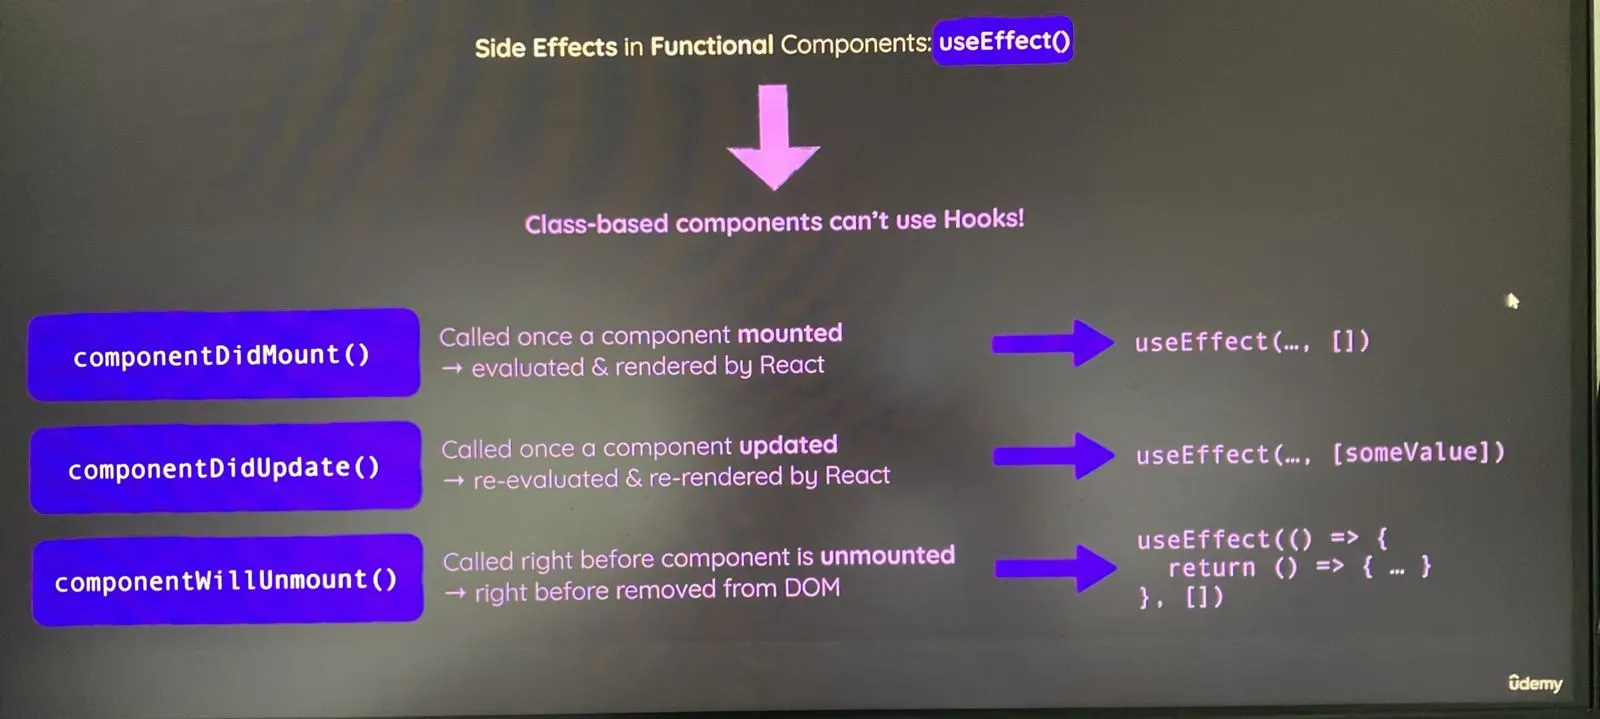 Side Effects in Functional Components: useEffect()
Class-based components can't use Hooks!
componentDidMount()
Called once a component mounted
→ evaluated & rendered by React
useEffect(…, [])
componentDidUpdate()
Called once a component updated
→ re-evaluated & re-rendered by React
useEffect(…, [someValue])
componentWillUnmount()
Called right before component is unmounted
→ right before removed from DOM
useEffect(() => {
return () => { … }
}, [])
ûdemy